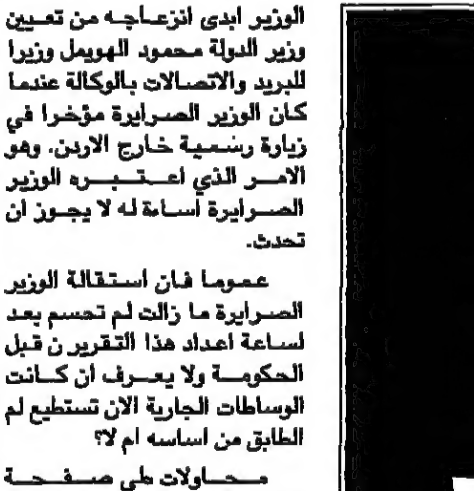 الوزير ابدى انزعاجه من تعيين
وزير الدولة محمود الهويمل وزيرا
للبريد والاتصالات بالوكالة عندما
كان الوزير الصرايرة مؤخرا في
زيارة رسمية خارج الاردن. وهو
الامر الذي اعتبره الوزير
الصرايرة اساءة له لا يجوز ان
تحدث.
عموما فان استقالة الوزير
الصرايرة ما زالت لم تحسم بعد
لساعة اعداد هذا التقرير ن قبل
الحكومة ولا يعرف ان كانت
الوساطات الجارية الان تستطيع لم
الطابق من اساسه ام لا؟
محاولات طي صفحة